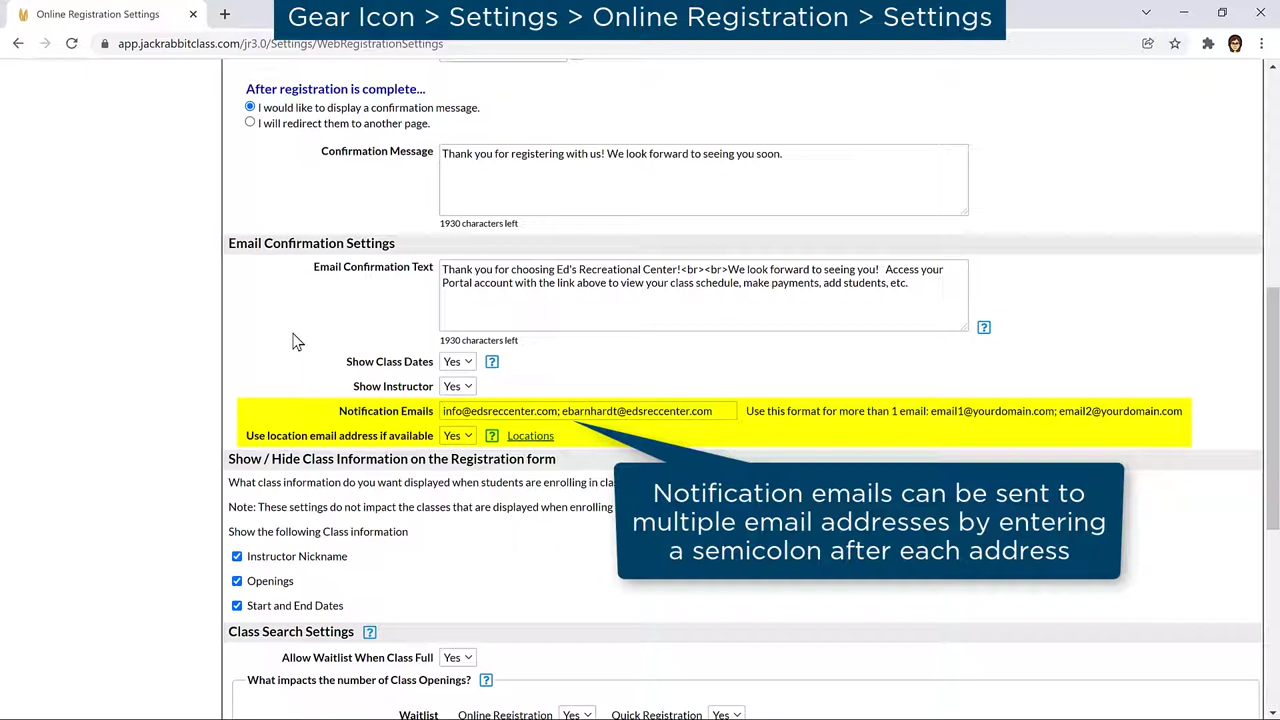 Gear Icon > Settings > Online Registration > Settings
Online Registration Settings
app.jackrabbitclass.com/jr3.0/Settings/WebRegistrationSettings
After registration is complete...
I would like to display a confirmation message.
I will redirect them to another page.
Confirmation Message
Thank you for registering with us! We look forward to seeing you soon.
1930 characters left
Email Confirmation Settings
Email Confirmation Text
Thank you for choosing Ed's Recreational Center!<br><br>We look forward to seeing you! Access your
Portal account with the link above to view your class schedule, make payments, add students, etc.
?
1930 characters left
Show Class Dates Yes ?
Show Instructor Yes
Notification Emails info@edsreccenter.com; ebarnhardt@edsreccenter.com Use this format for more than 1 email: email1@yourdomain.com; email2@yourdomain.com
Use location email address if available Yes ? Locations
Show / Hide Class Information on the Registration form
What class information do you want displayed when students are enrolling in cla
Note: These settings do not impact the classes that are displayed when enrolling
Notification emails can be sent to
multiple email addresses by entering
a semicolon after each address
Show the following Class information
Instructor Nickname
Openings
Start and End Dates
Class Search Settings ?
Allow Waitlist When Class Full Yes
What impacts the number of Class Openings? ?
Waitlist Online Registration Yes Quick Registration Yes